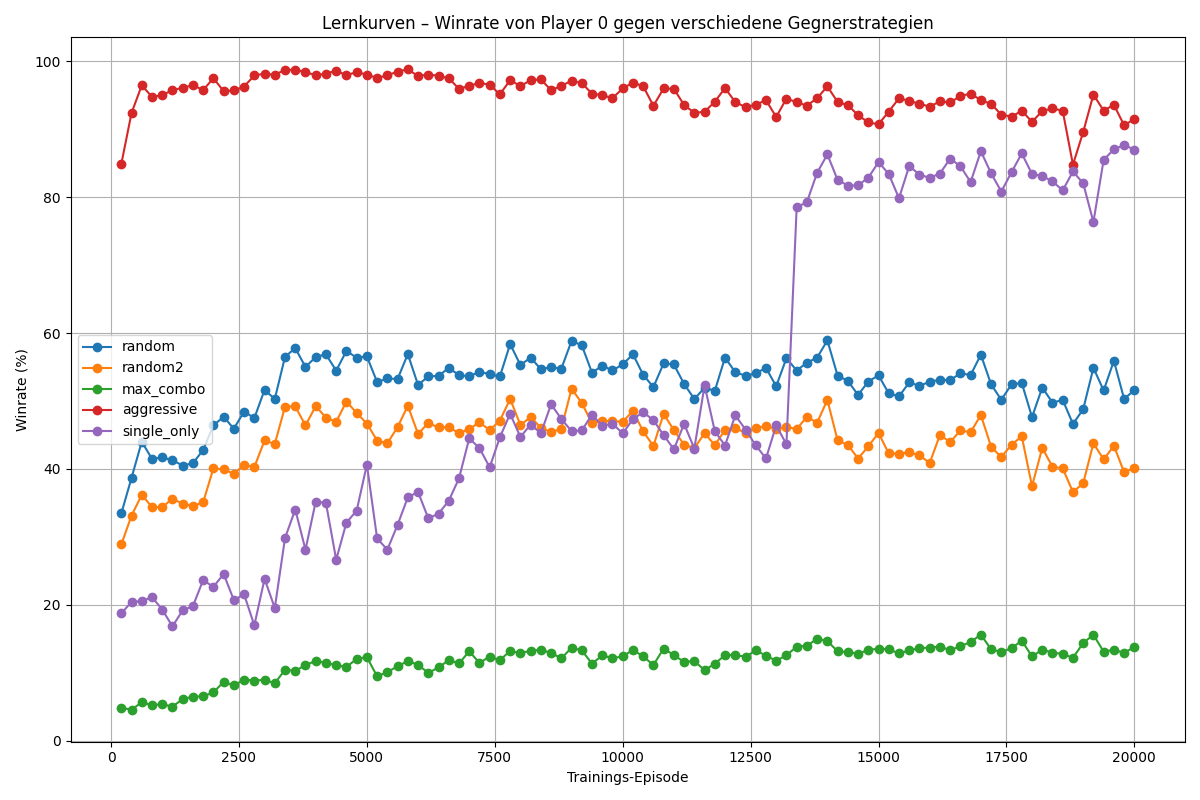 Lernkurven – Winrate von Player 0 gegen verschiedene Gegnerstrategien
Winrate (%)
100
80
60
40
20
0
random
random2
max_combo
aggressive
single_only
0 2500 5000 7500 10000 12500 15000 17500 20000
Trainings-Episode